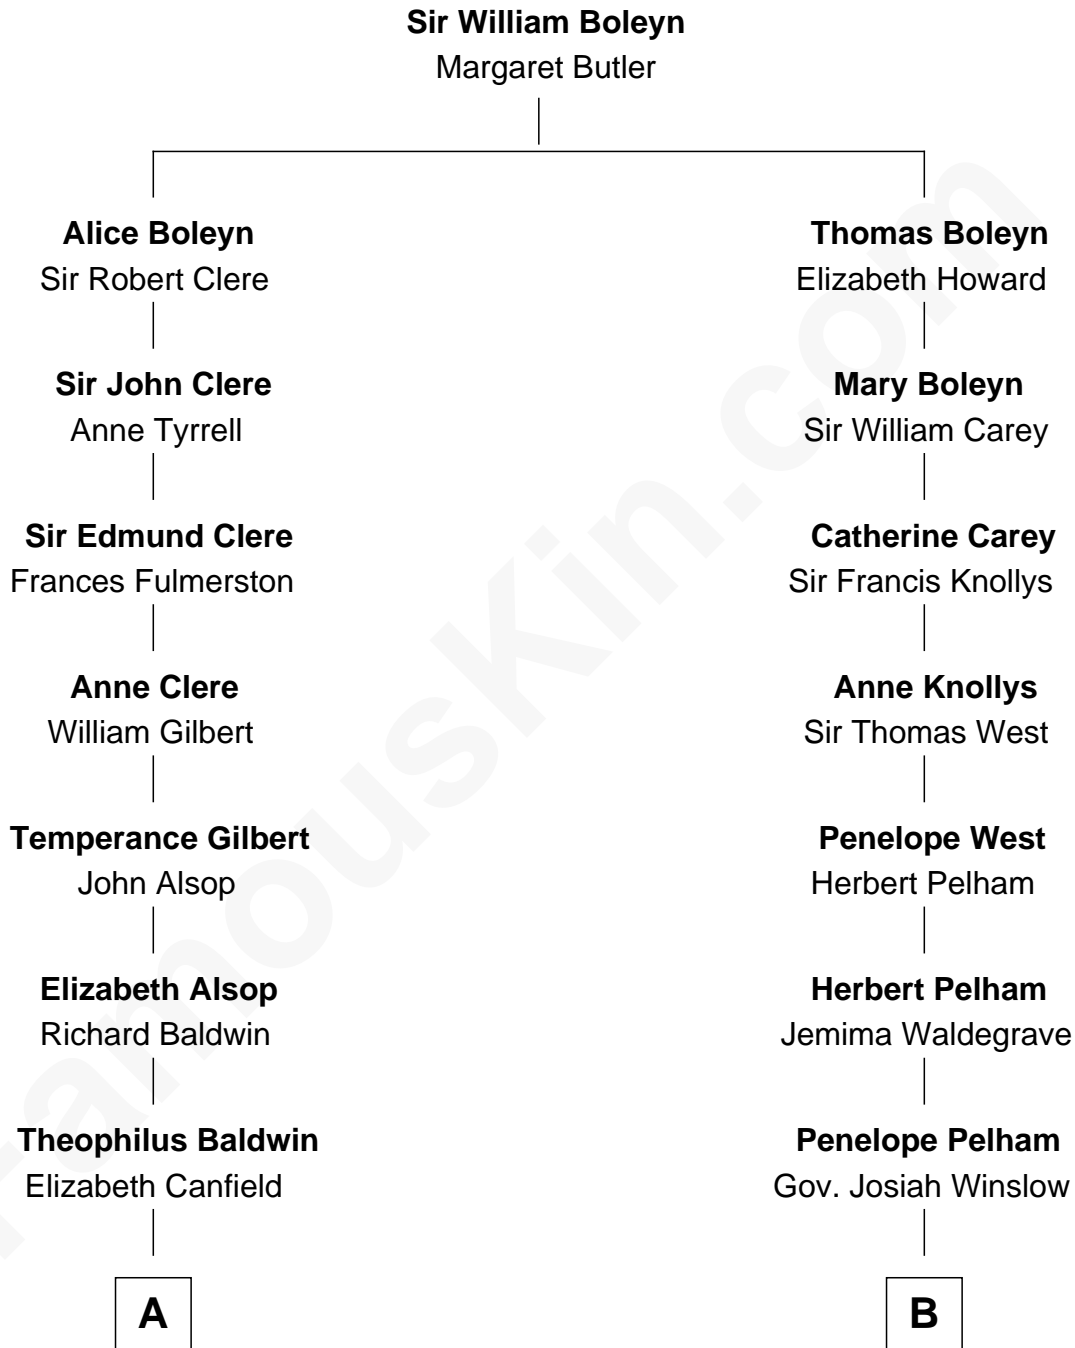 Sir William Boleyn
Margaret Butler
Alice Boleyn
Sir Robert Clere
Thomas Boleyn
Elizabeth Howard
Sir John Clere
Anne Tyrrell
Mary Boleyn
Sir William Carey
Sir Edmund Clere
Frances Fulmerston
Catherine Carey
Sir Francis Knollys
Anne Clere
William Gilbert
Anne Knollys
Sir Thomas West
Temperance Gilbert
John Alsop
Penelope West
Herbert Pelham
Elizabeth Alsop
Richard Baldwin
Herbert Pelham
Jemima Waldegrave
Theophilus Baldwin
Elizabeth Canfield
Penelope Pelham
Gov. Josiah Winslow
A
B
FamousKin.com